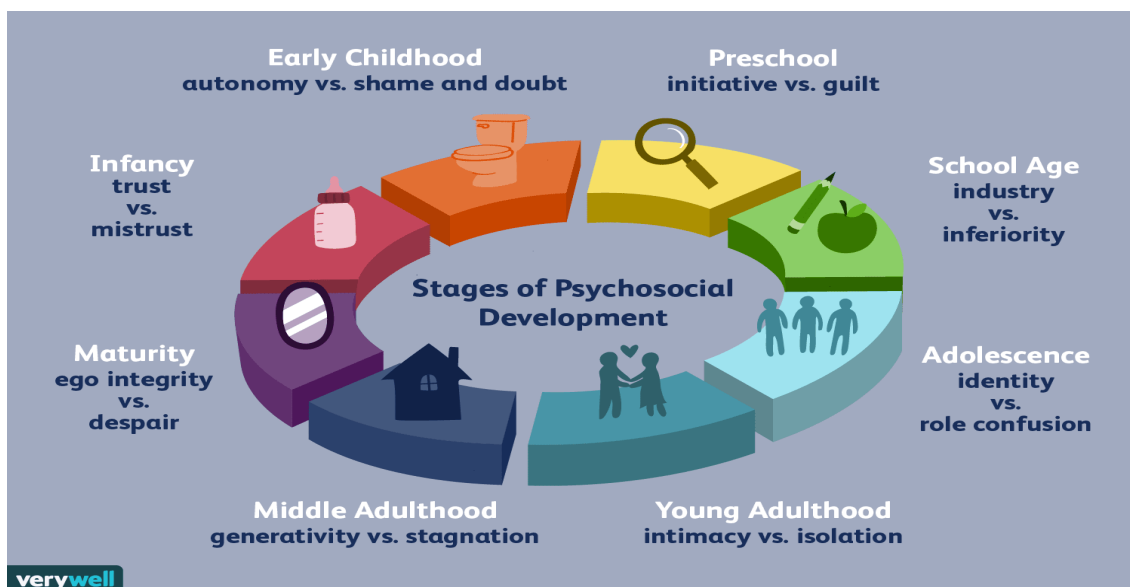 Early Childhood
autonomy vs. shame and doubt
Preschool
initiative vs. guilt
Infancy
trust
vs.
mistrust
School Age
industry
vs.
inferiority
Stages of Psychosocial
Development
Maturity
ego integrity
vs.
despair
Adolescence
identity
vs.
role confusion
Middle Adulthood
generativity vs. stagnation
Young Adulthood
intimacy vs. isolation
verywell